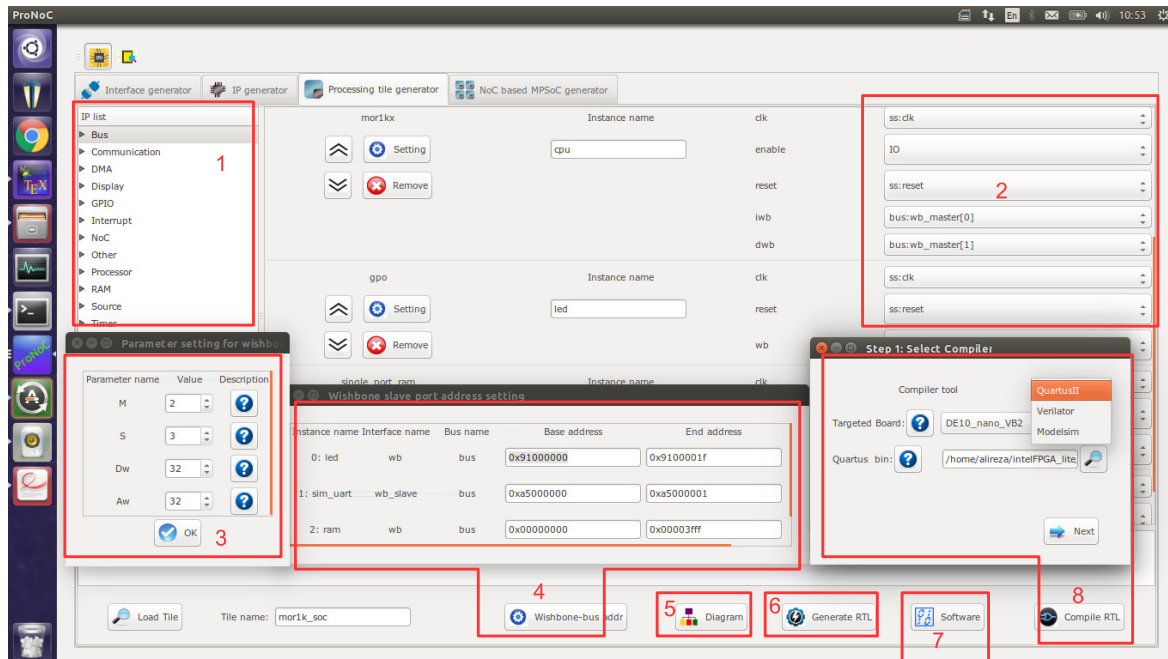 ProNoC
En
10:53
Interface generator
IP generator
Processing tile generator
NoC based MPSoC generator
IP list
Bus
Communication
DMA
Display
GPIO
Interrupt
NoC
Other
Processor
RAM
Source
Timer
1
mor1kx
Instance name
clk
ss:clk
Setting
cpu
enable
IO
Remove
reset
ss:reset
2
iwb
bus:wb_master[0]
dwb
bus:wb_master[1]
gpo
Instance name
clk
ss:clk
Setting
led
reset
ss:reset
Remove
wb
single_port_ram
Instance name
clk
TEX
ProNoC
Parameter setting for wishbo
Parameter name Value Description
M 2
S 3
Dw 32
Aw 32
OK
3
Wishbone slave port address setting
Instance name Interface name Bus name Base address End address
0: led wb bus 0x91000000 0x9100001f
1: sim_uart wb_slave bus 0xa5000000 0xa5000001
2: ram wb bus 0x00000000 0x00003fff
4
Step 1: Select Compiler
Compiler tool
QuartusII
Verilator
Modelsim
Targeted Board:
DE10_nano_VB2
Quartus bin:
/home/alireza/intelFPGA_lite
Next
Load Tile
Tile name:
mor1k_soc
Wishbone-bus addr
5
Diagram
6
Generate RTL
Software
7
8
Compile RTL